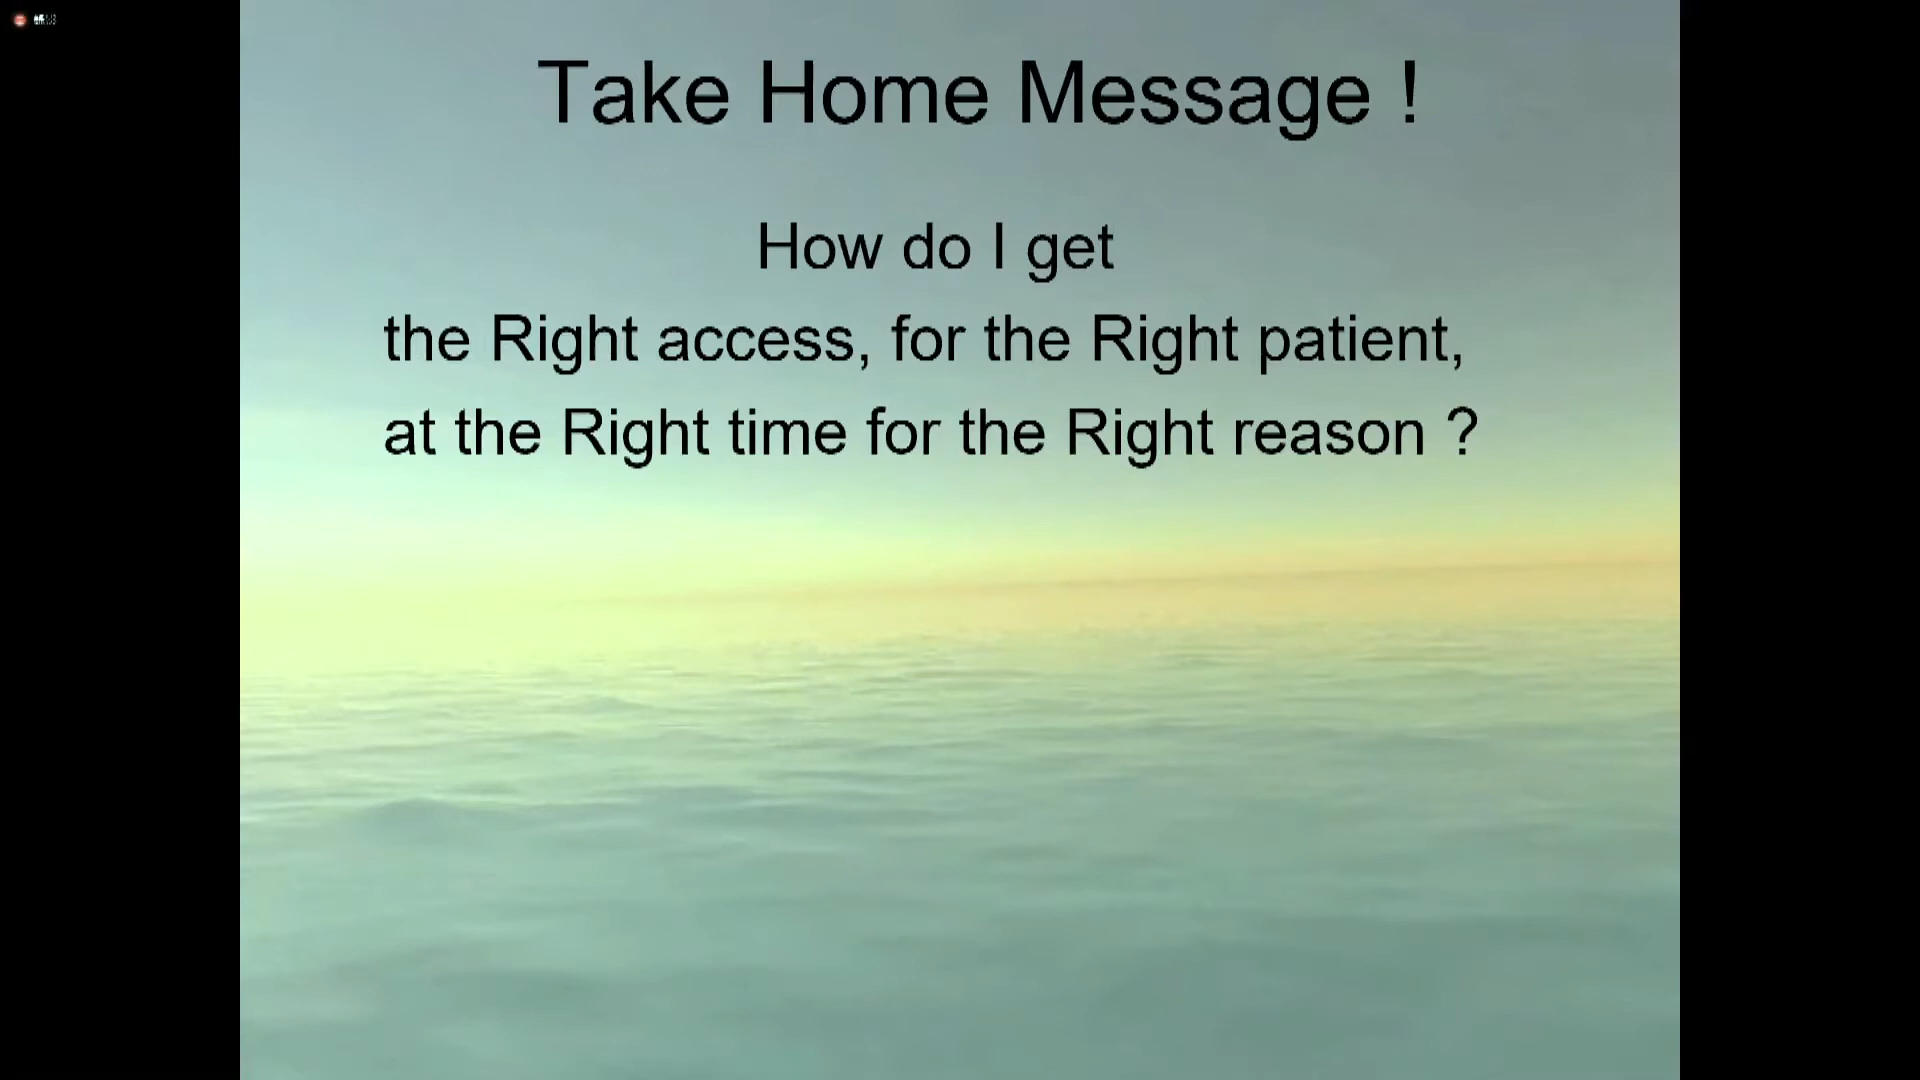 Take Home Message !
How do I get
the Right access, for the Right patient,
at the Right time for the Right reason ?